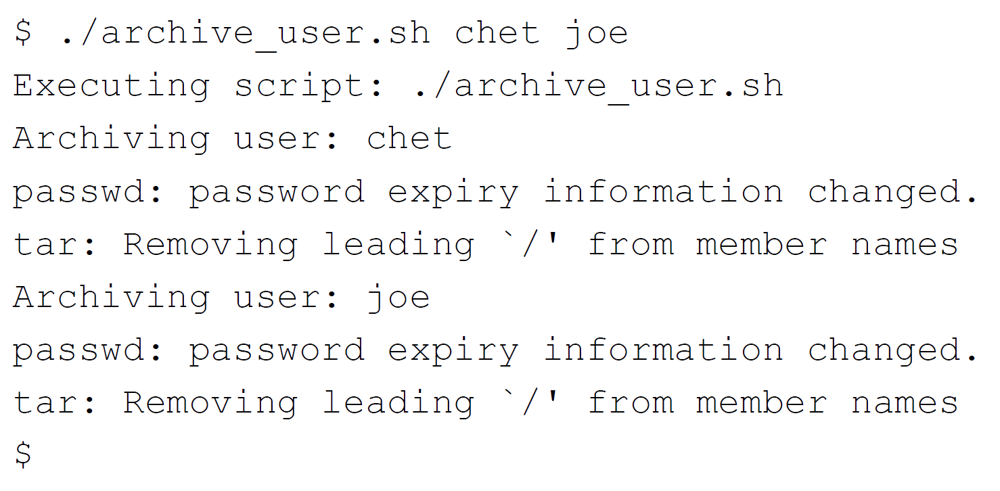 $ ./archive_user.sh chet joe
Executing script: ./archive_user.sh
Archiving user: chet
passwd: password expiry information changed.
tar: Removing leading `/' from member names
Archiving user: joe
passwd: password expiry information changed.
tar: Removing leading `/' from member names
$